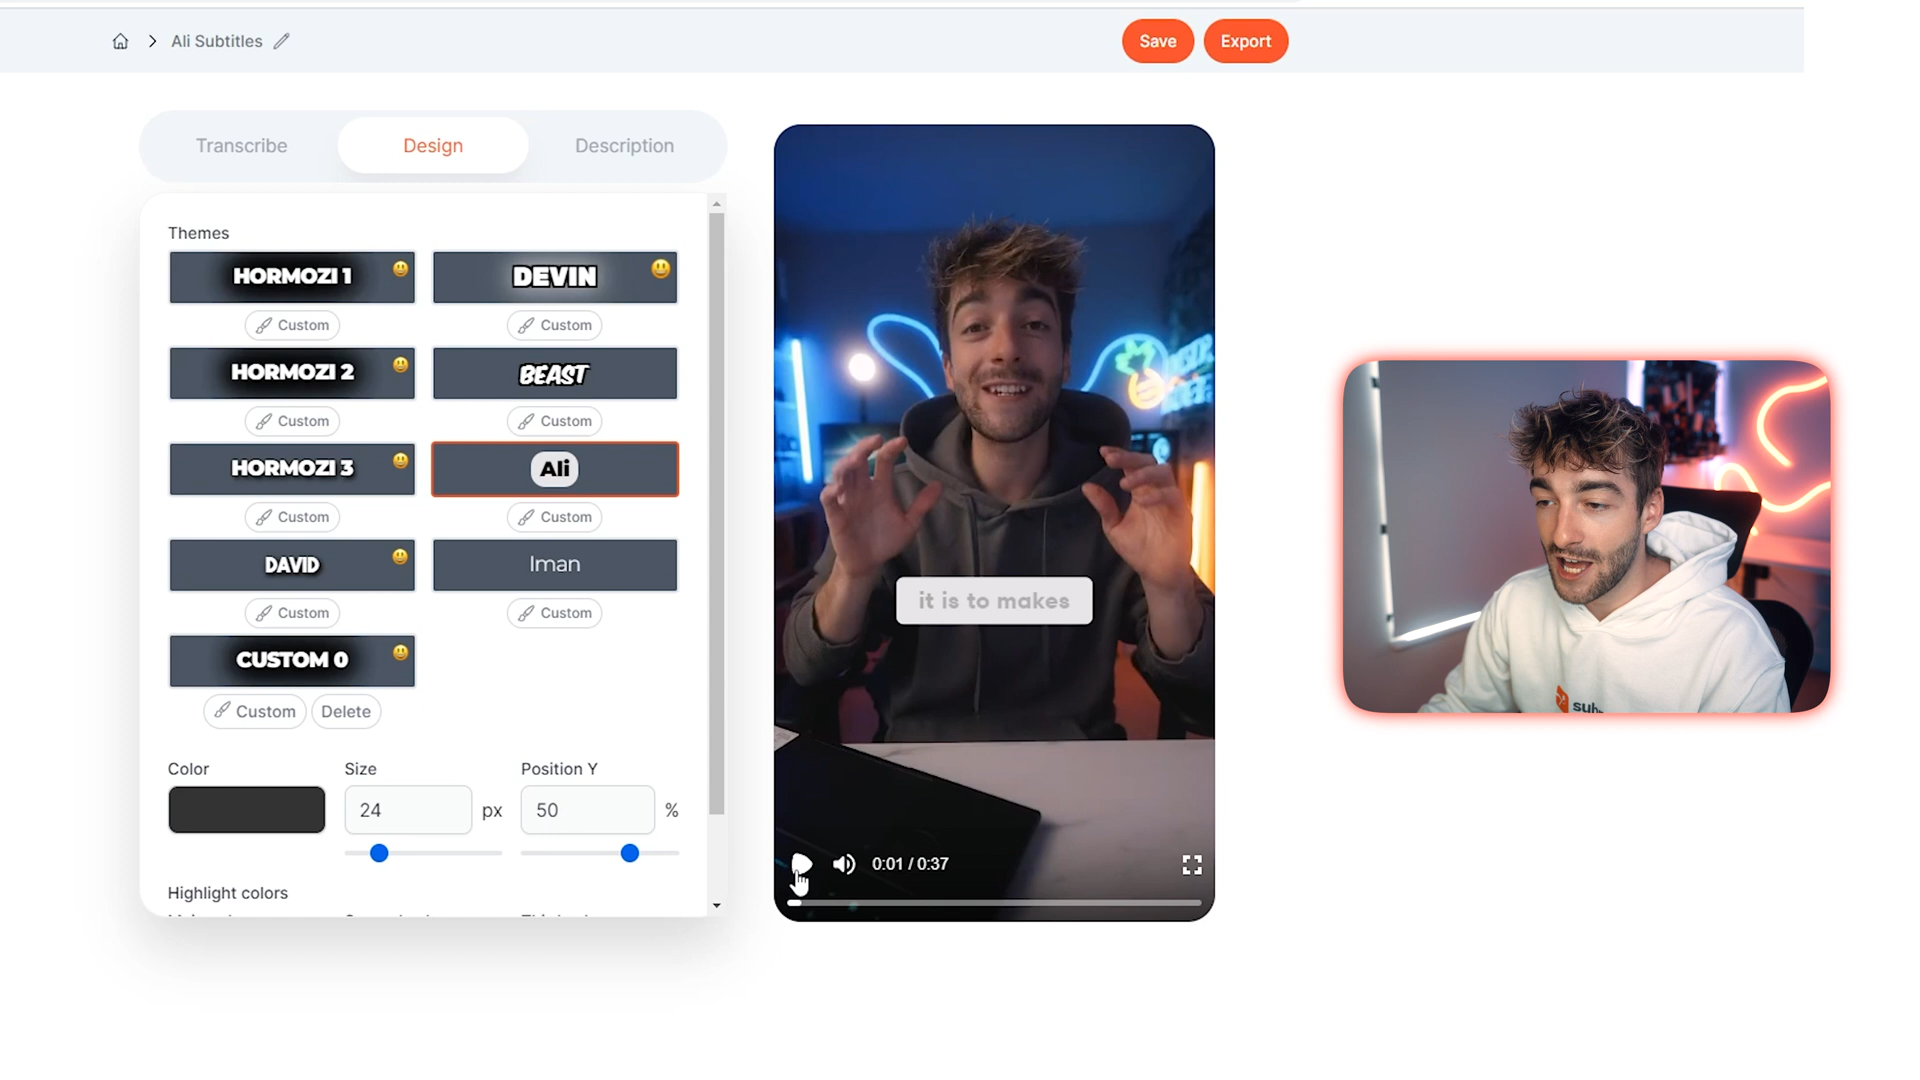 Ali Subtitles
Save
Export
Transcribe
Design
Description
Themes
HORMOZI 1
DEVIN
Custom
Custom
HORMOZI 2
BEAST
Custom
Custom
HORMOZI 3
Ali
Custom
Custom
DAVID
Iman
Custom
Custom
CUSTOM 0
Custom
Delete
Color
Size
Position Y
24
px
50
%
Highlight colors
it is to makes
0:01 / 0:37